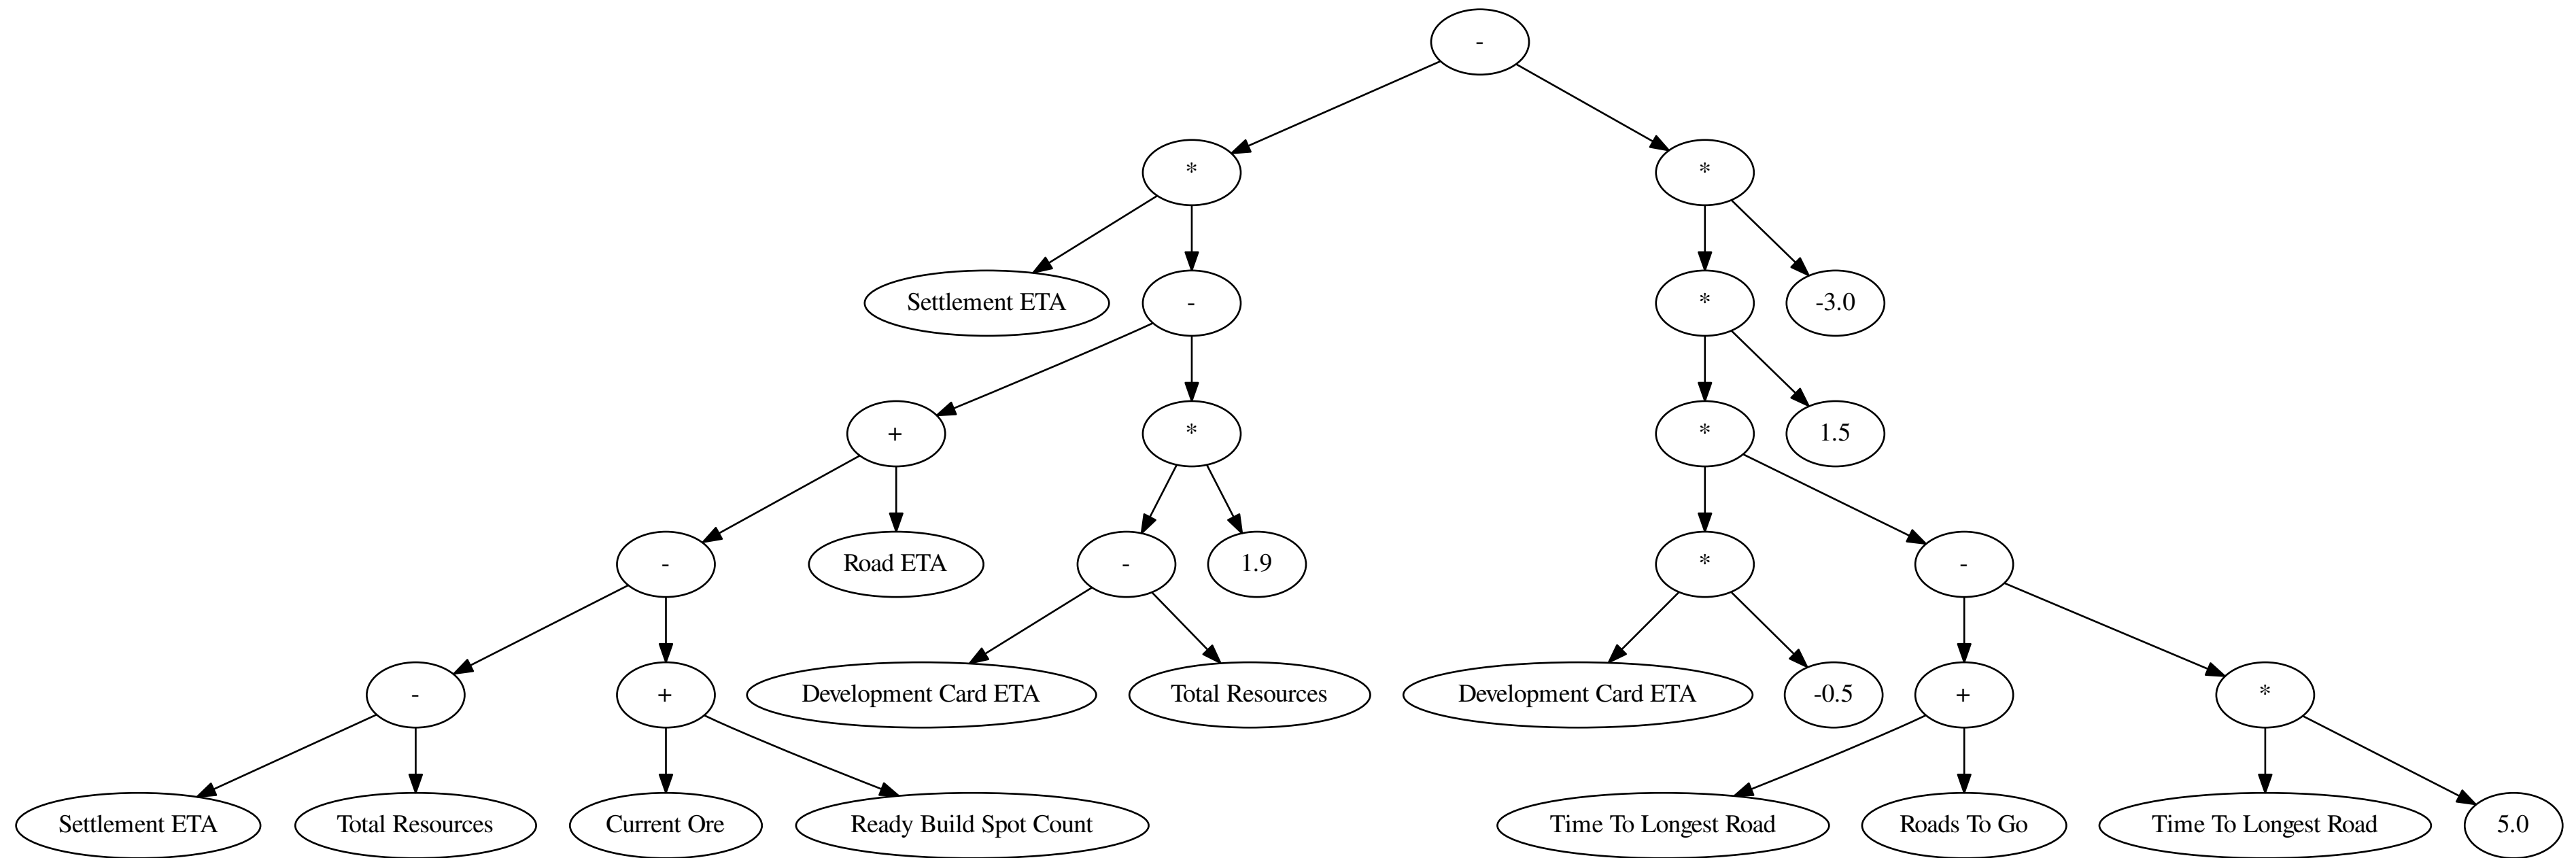 -
*
*
Settlement ETA
-
*
-3.0
+
*
*
1.5
-
Road ETA
-
1.9
*
-
-
+
Development Card ETA
Total Resources
Development Card ETA
-0.5
+
*
Settlement ETA
Total Resources
Current Ore
Ready Build Spot Count
Time To Longest Road
Roads To Go
Time To Longest Road
5.0